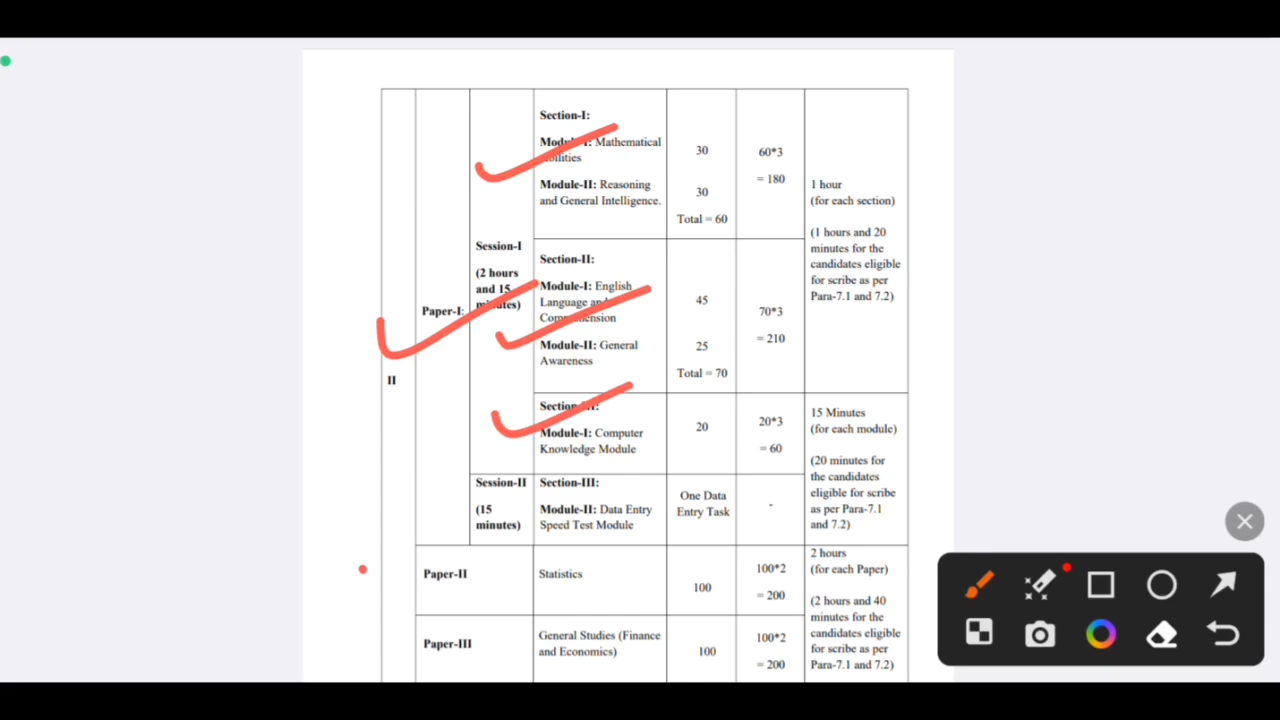 II
Paper-I:
Session-I
(2 hours
and 15
minutes)
Section-I:
Module-I: Mathematical
Abilities
Module-II: Reasoning
and General Intelligence.
30
30
Total = 60
60*3
= 180
1 hour
(for each section)
(1 hours and 20
minutes for the
candidates eligible
for scribe as per
Para-7.1 and 7.2)
Section-II:
Module-I: English
Language and
Comprehension
Module-II: General
Awareness
45
25
Total = 70
70*3
= 210
Section-III:
Module-I: Computer
Knowledge Module
20
20*3
= 60
15 Minutes
(for each module)
(20 minutes for
the candidates
eligible for scribe
as per Para-7.1
and 7.2)
Session-II
(15
minutes)
Section-III:
Module-II: Data Entry
Speed Test Module
One Data
Entry Task
-
Paper-II
Statistics
100
100*2
= 200
2 hours
(for each Paper)
(2 hours and 40
minutes for the
candidates eligible
for scribe as per
Para-7.1 and 7.2)
Paper-III
General Studies (Finance
and Economics)
100
100*2
= 200